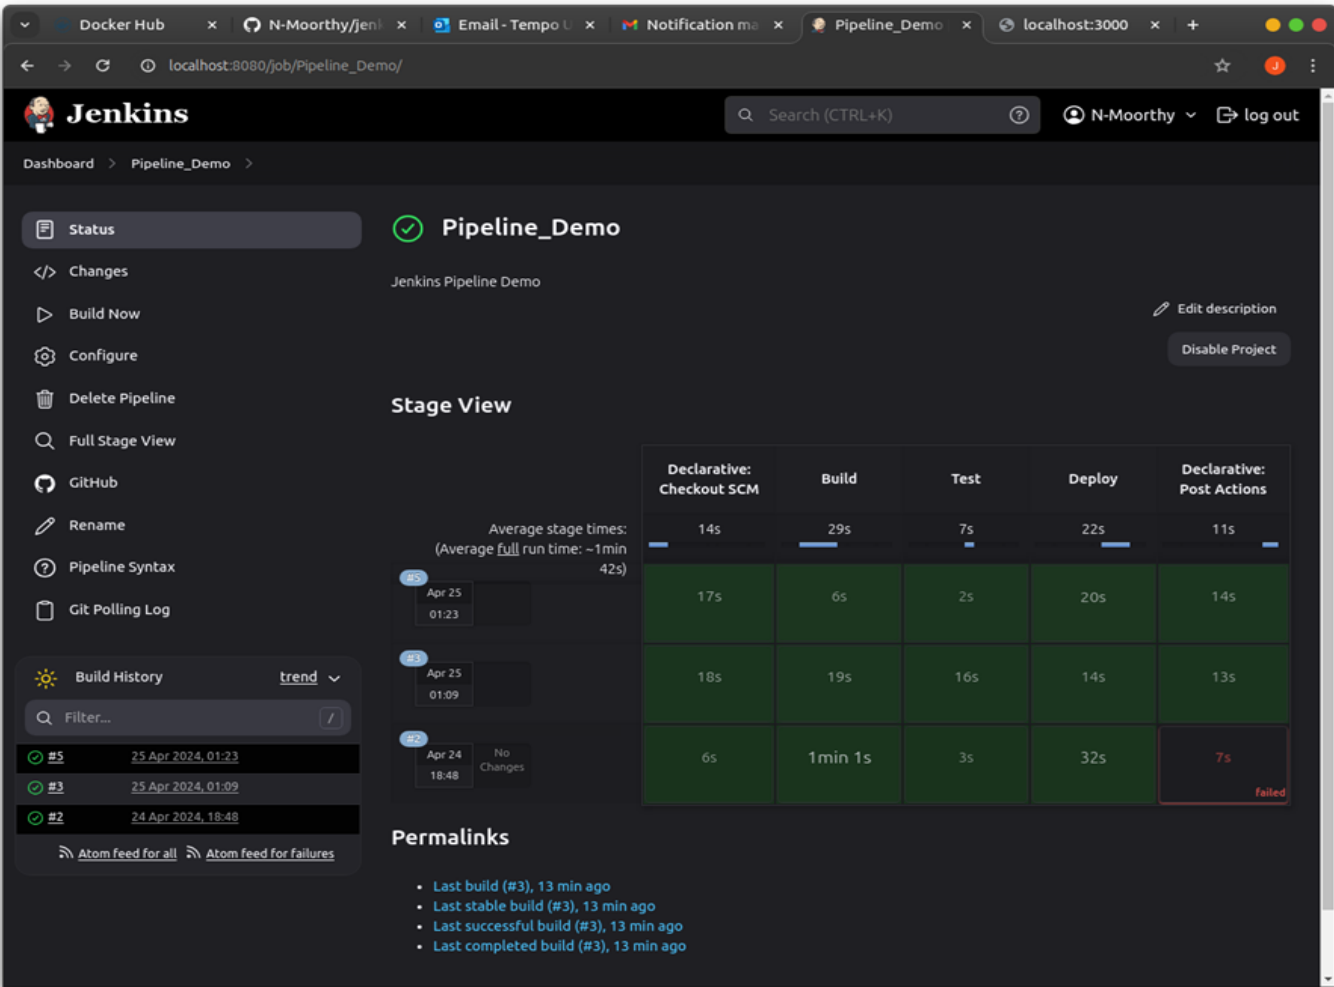 Docker Hub
N-Moorthy/jen
Email - Tempo
Notification ma
Pipeline_Demo
localhost:3000
localhost:8080/job/Pipeline_Demo/
J
Jenkins
Search (CTRL+K)
N-Moorthy
log out
Dashboard > Pipeline_Demo >
Status
Changes
Build Now
Configure
Delete Pipeline
Full Stage View
GitHub
Rename
Pipeline Syntax
Git Polling Log
Build History
trend
Filter...
/
#5 25 Apr 2024, 01:23
#3 25 Apr 2024, 01:09
#2 24 Apr 2024, 18:48
Atom feed for all Atom feed for failures
Pipeline_Demo
Jenkins Pipeline Demo
Edit description
Disable Project
Stage View
Declarative:
Checkout SCM
Build
Test
Deploy
Declarative:
Post Actions
Average stage times:
(Average full run time: ~1min
42s)
14s 29s 7s 22s 11s
#5
Apr 25
01:23
17s 6s 2s 20s 14s
#3
Apr 25
01:09
18s 19s 16s 14s 13s
#2
Apr 24
18:48
No
Changes
6s 1min 1s 3s 32s 7s
failed
Permalinks
Last build (#3), 13 min ago
Last stable build (#3), 13 min ago
Last successful build (#3), 13 min ago
Last completed build (#3), 13 min ago